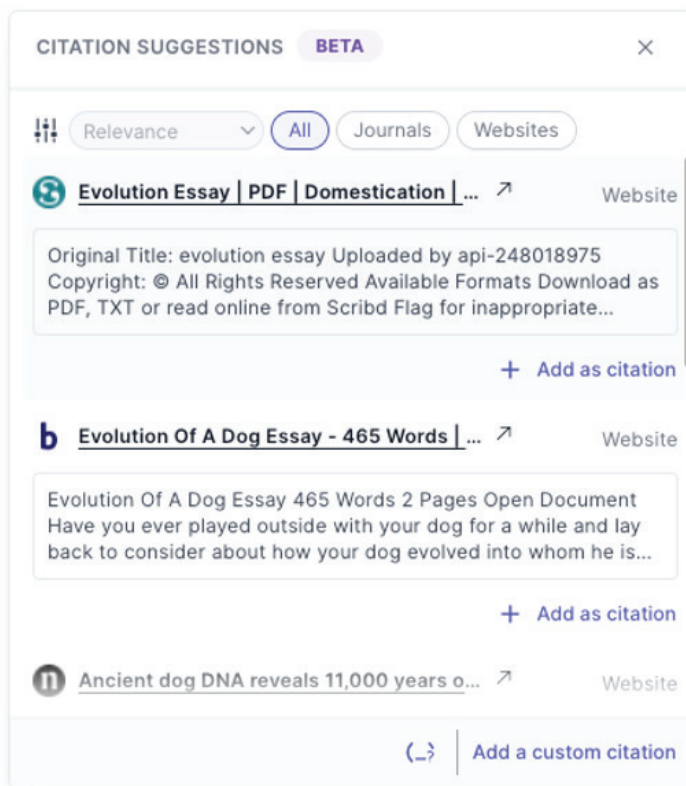 CITATION SUGGESTIONS BETA
Relevance All Journals Websites
Evolution Essay | PDF | Domestication | ... Website
Original Title: evolution essay Uploaded by api-248018975
Copyright: © All Rights Reserved Available Formats Download as
PDF, TXT or read online from Scribd Flag for inappropriate...
+ Add as citation
b Evolution Of A Dog Essay - 465 Words | ... Website
Evolution Of A Dog Essay 465 Words 2 Pages Open Document
Have you ever played outside with your dog for a while and lay
back to consider about how your dog evolved into whom he is...
+ Add as citation
n Ancient dog DNA reveals 11,000 years o... Website
Add a custom citation